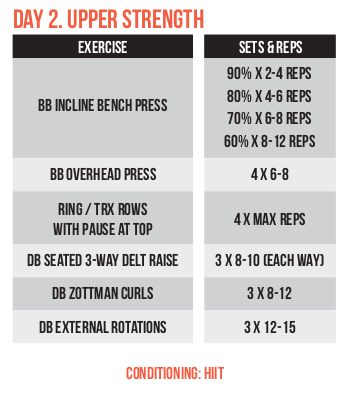 DAY 2. UPPER STRENGTH
EXERCISE
SETS & REPS
BB INCLINE BENCH PRESS
90% X 2-4 REPS
80% X 4-6 REPS
70% X 6-8 REPS
60% X 8-12 REPS
BB OVERHEAD PRESS
4 X 6-8
RING / TRX ROWS
WITH PAUSE AT TOP
4 X MAX REPS
DB SEATED 3-WAY DELT RAISE
3 X 8-10 (EACH WAY)
DB ZOTTMAN CURLS
3 X 8-12
DB EXTERNAL ROTATIONS
3 X 12-15
CONDITIONING: HIIT